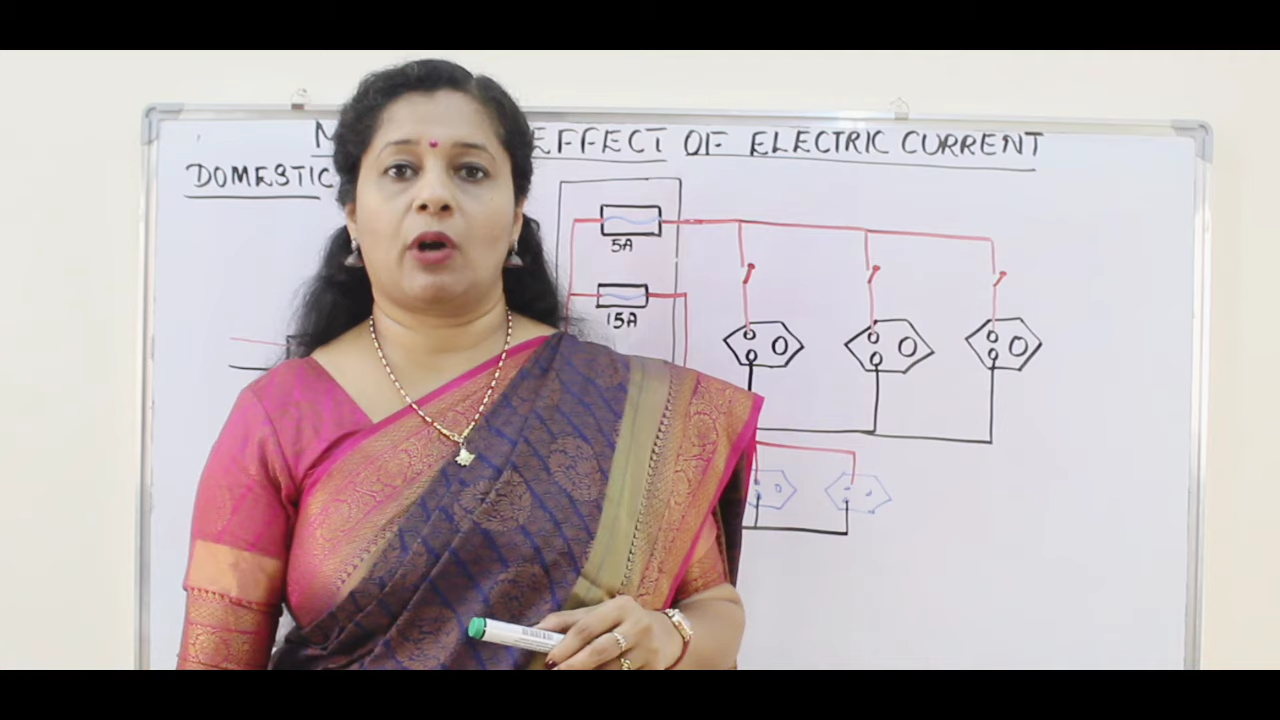 EFFECT OF ELECTRIC CURRENT
DOMESTIC
5A
15A